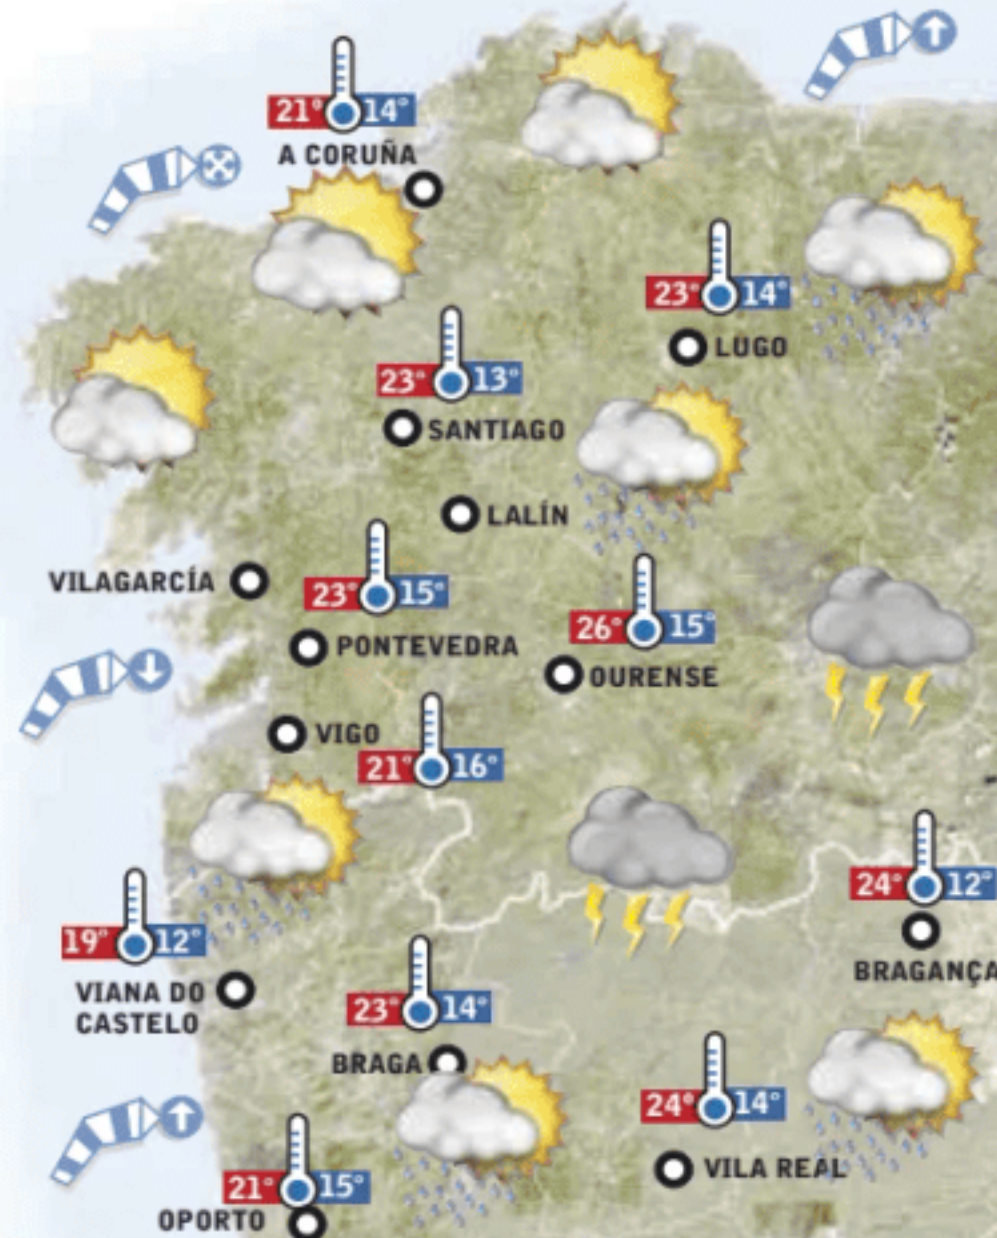 21° 14°
A CORUÑA
23° 14°
LUGO
23° 13°
SANTIAGO
LALÍN
VILAGARCÍA
23° 15°
PONTEVEDRA
26° 15°
OURENSE
VIGO
21° 16°
24° 12°
BRAGANÇA
19° 12°
VIANA DO
CASTELO
23° 14°
BRAGA
24° 14°
VILA REAL
21° 15°
OPORTO